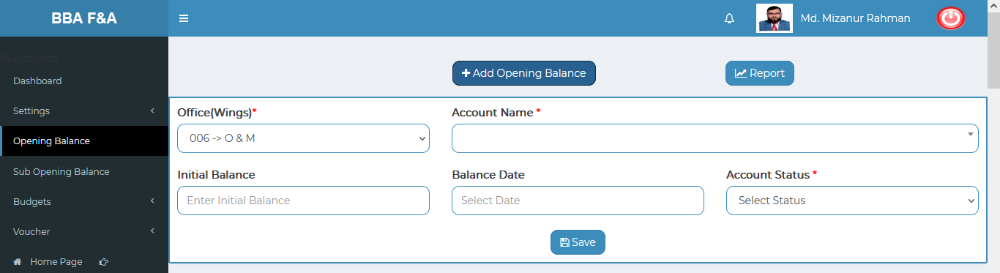 BBA F&A
Md. Mizanur Rahman
14accounts
Dashboard
Settings
Opening Balance
Sub Opening Balance
Budgets
Voucher
Home Page
Add Opening Balance
Report
Office(Wings)*
Account Name *
006 -> O & M
Initial Balance
Balance Date
Account Status *
Enter Initial Balance
Select Date
Select Status
Save